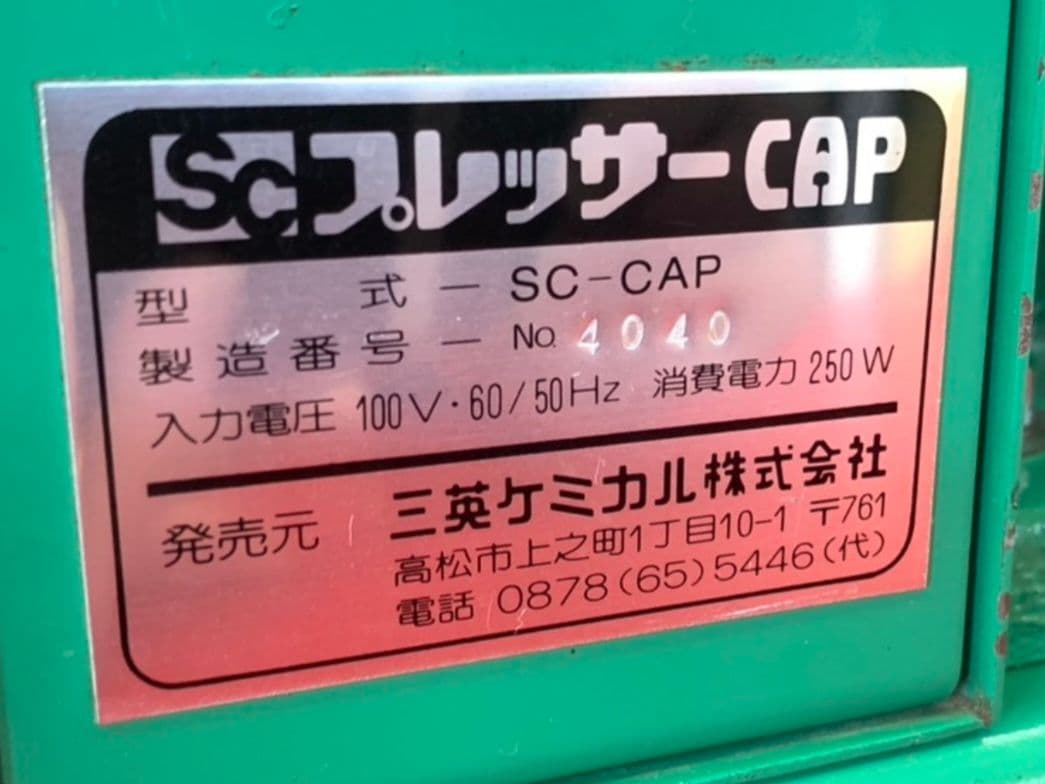 SCプレッサーCAP
型式 － SC－CAP
製造番号 － No. 4040
入力電圧 100V・60/50Hz 消費電力 250W
発売元 三英ケミカル株式会社
高松市上之町1丁目10-1 〒761
電話 0878(65)5446(代)